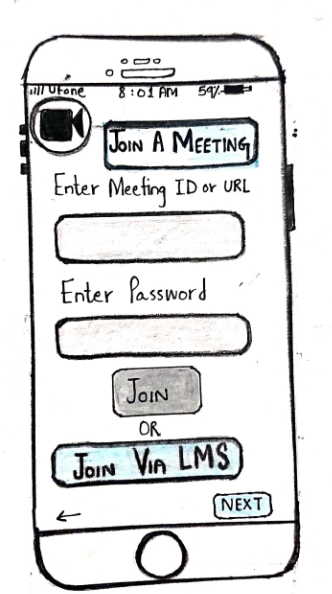 Ufone 8:01 AM 59%
JOIN A MEETING
Enter Meeting ID or URL
Enter Password
JOIN
OR
JOIN VIA LMS
NEXT